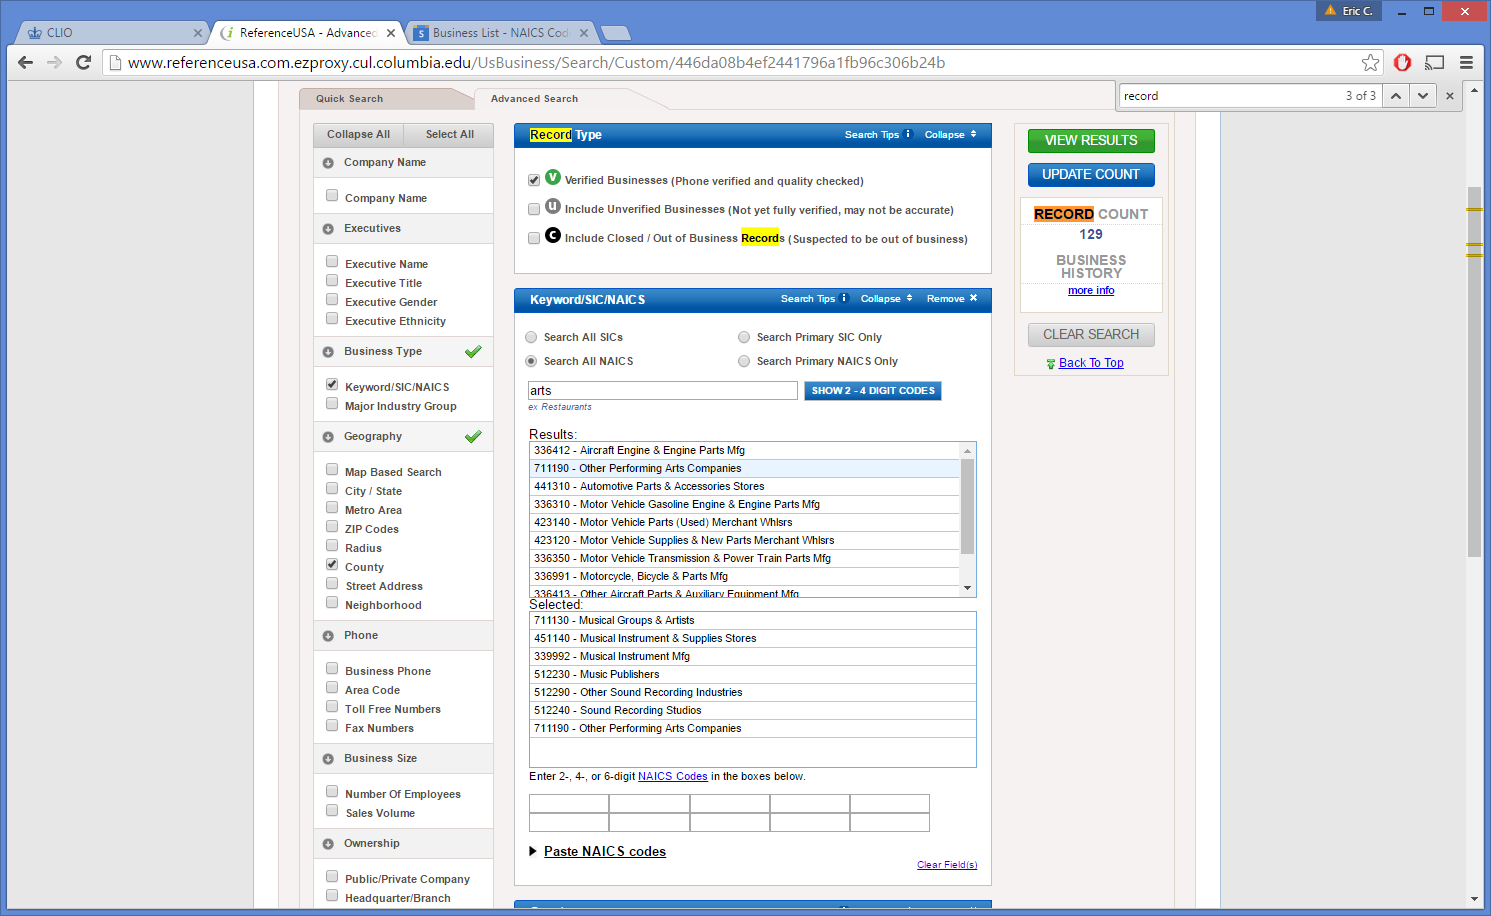 Eric C.
CLIO
ReferenceUSA - Advanced
Business List - NAICS Cod
www.referenceusa.com.ezproxy.cul.columbia.edu/UsBusiness/Search/Custom/446da08b4ef2441796a1fb96c306b24b
record 3 of 3
Quick Search
Advanced Search
Collapse All Select All
Company Name
Company Name
Executives
Executive Name
Executive Title
Executive Gender
Executive Ethnicity
Business Type
Keyword/SIC/NAICS
Major Industry Group
Geography
Map Based Search
City / State
Metro Area
ZIP Codes
Radius
County
Street Address
Neighborhood
Phone
Business Phone
Area Code
Toll Free Numbers
Fax Numbers
Business Size
Number Of Employees
Sales Volume
Ownership
Public/Private Company
Headquarter/Branch
Record Type Search Tips i Collapse
V Verified Businesses (Phone verified and quality checked)
u Include Unverified Businesses (Not yet fully verified, may not be accurate)
C Include Closed / Out of Business Records (Suspected to be out of business)
Keyword/SIC/NAICS Search Tips i Collapse Remove
Search All SICs Search Primary SIC Only
Search All NAICS Search Primary NAICS Only
arts SHOW 2 - 4 DIGIT CODES
ex Restaurants
Results:
336412 - Aircraft Engine & Engine Parts Mfg
711190 - Other Performing Arts Companies
441310 - Automotive Parts & Accessories Stores
336310 - Motor Vehicle Gasoline Engine & Engine Parts Mfg
423140 - Motor Vehicle Parts (Used) Merchant Whlsrs
423120 - Motor Vehicle Supplies & New Parts Merchant Whlsrs
336350 - Motor Vehicle Transmission & Power Train Parts Mfg
336991 - Motorcycle, Bicycle & Parts Mfg
336413 - Other Aircraft Parts & Auxiliary Equipment Mfg
Selected:
711130 - Musical Groups & Artists
451140 - Musical Instrument & Supplies Stores
339992 - Musical Instrument Mfg
512230 - Music Publishers
512290 - Other Sound Recording Industries
512240 - Sound Recording Studios
711190 - Other Performing Arts Companies
Enter 2-, 4-, or 6-digit NAICS Codes in the boxes below.
Paste NAICS codes
Clear Field(s)
VIEW RESULTS
UPDATE COUNT
RECORD COUNT
129
BUSINESS
HISTORY
more info
CLEAR SEARCH
Back To Top